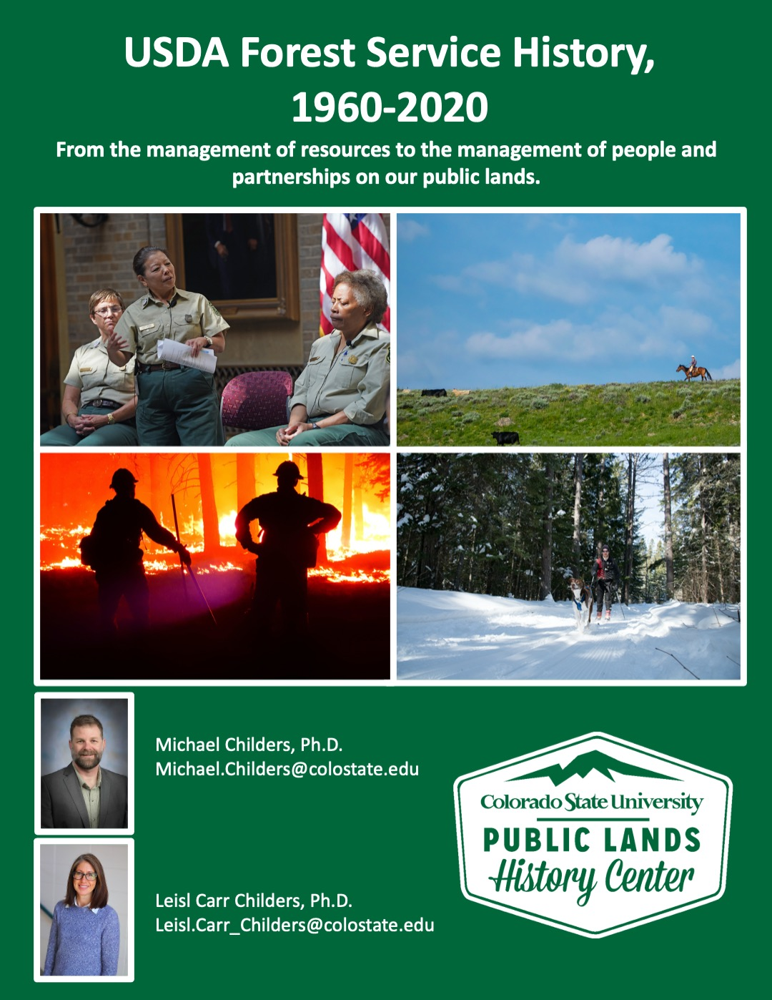 USDA Forest Service History,
1960-2020
From the management of resources to the management of people and
partnerships on our public lands.
Michael Childers, Ph.D.
Michael.Childers@colostate.edu
Colorado State University
PUBLIC LANDS
History Center
Leisl Carr Childers, Ph.D.
Leisl.Carr_Childers@colostate.edu